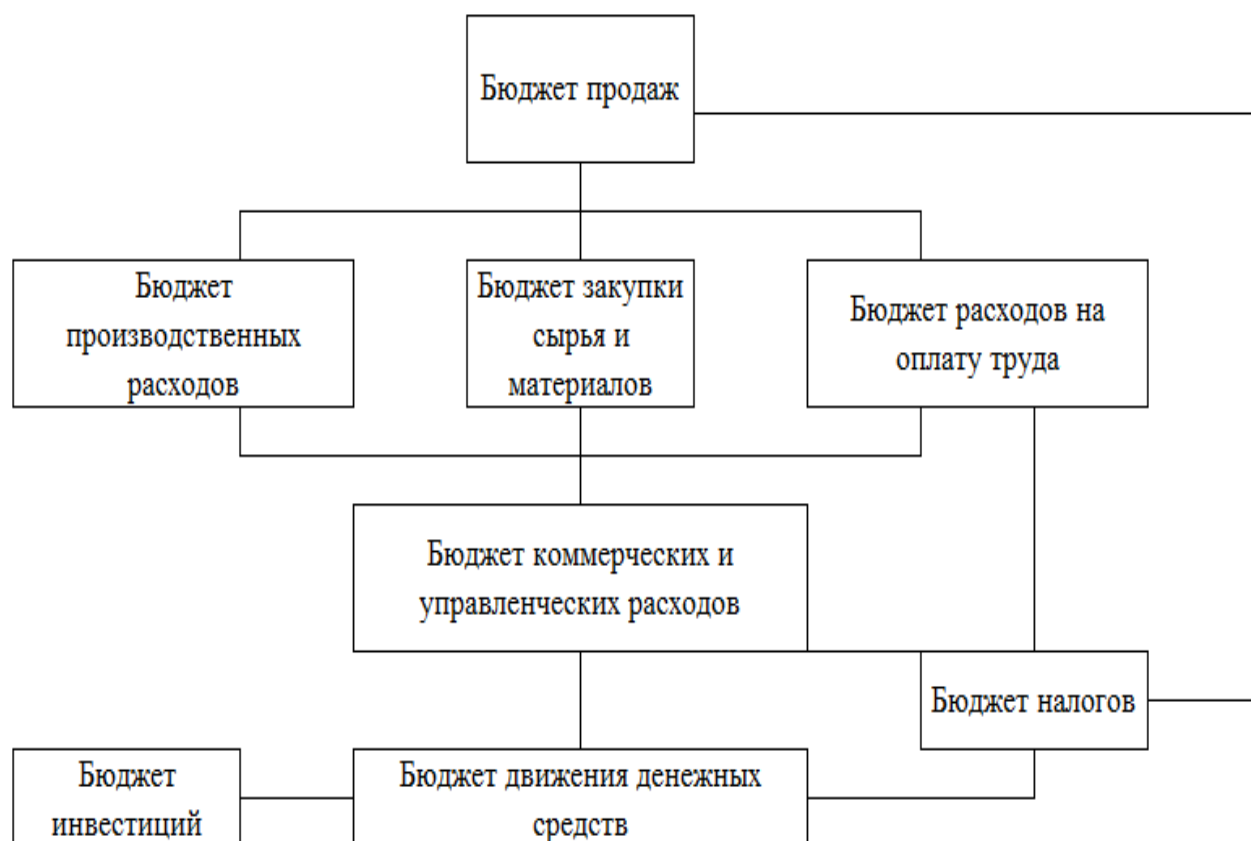 Бюджет продаж
Бюджет
производственных
расходов
Бюджет закупки
сырья и
материалов
Бюджет расходов на
оплату труда
Бюджет коммерческих и
управленческих расходов
Бюджет налогов
Бюджет
инвестиций
Бюджет движения денежных
средств